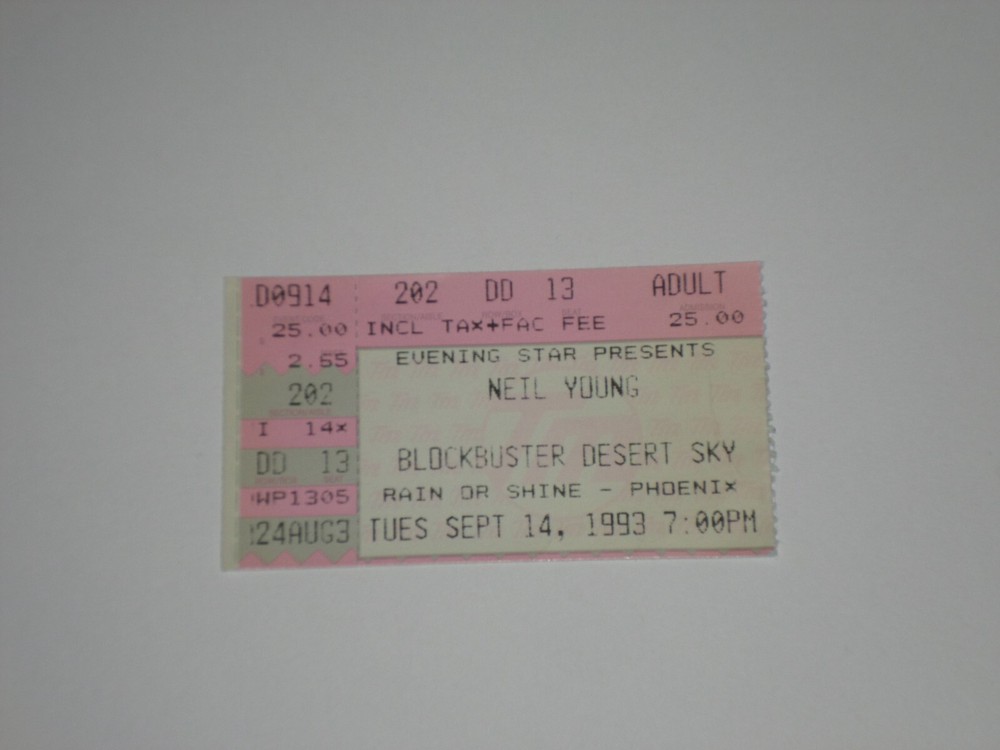 D0914 202 DD 13 ADULT
25.00 INCL TAX+FAC FEE 25.00
2.65 EVENING STAR PRESENTS
202 NEIL YOUNG
I 14x
DD 13 BLOCKBUSTER DESERT SKY
WP1305 RAIN OR SHINE - PHOENIX
24AUG3 TUES SEPT 14, 1993 7:00PM